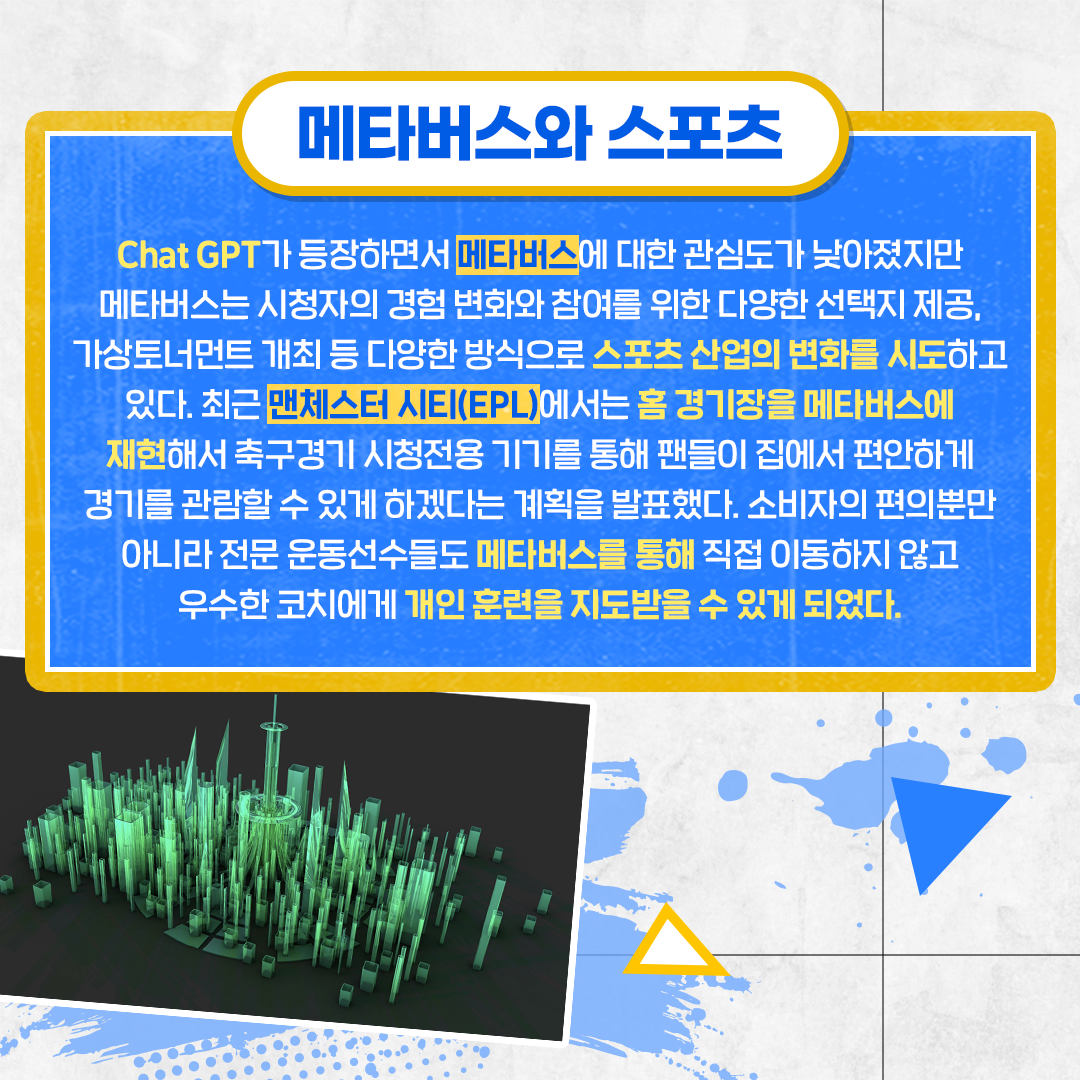 메타버스와 스포츠
Chat GPT가 등장하면서 메타버스에 대한 관심도가 낮아졌지만
메타버스는 시청자의 경험 변화와 참여를 위한 다양한 선택지 제공,
가상토너먼트 개최 등 다양한 방식으로 스포츠 산업의 변화를 시도하고
있다. 최근 맨체스터 시티(EPL)에서는 홈 경기장을 메타버스에
재현해서 축구경기 시청전용 기기를 통해 팬들이 집에서 편안하게
경기를 관람할 수 있게 하겠다는 계획을 발표했다. 소비자의 편의뿐만
아니라 전문 운동선수들도 메타버스를 통해 직접 이동하지 않고
우수한 코치에게 개인 훈련을 지도받을 수 있게 되었다.